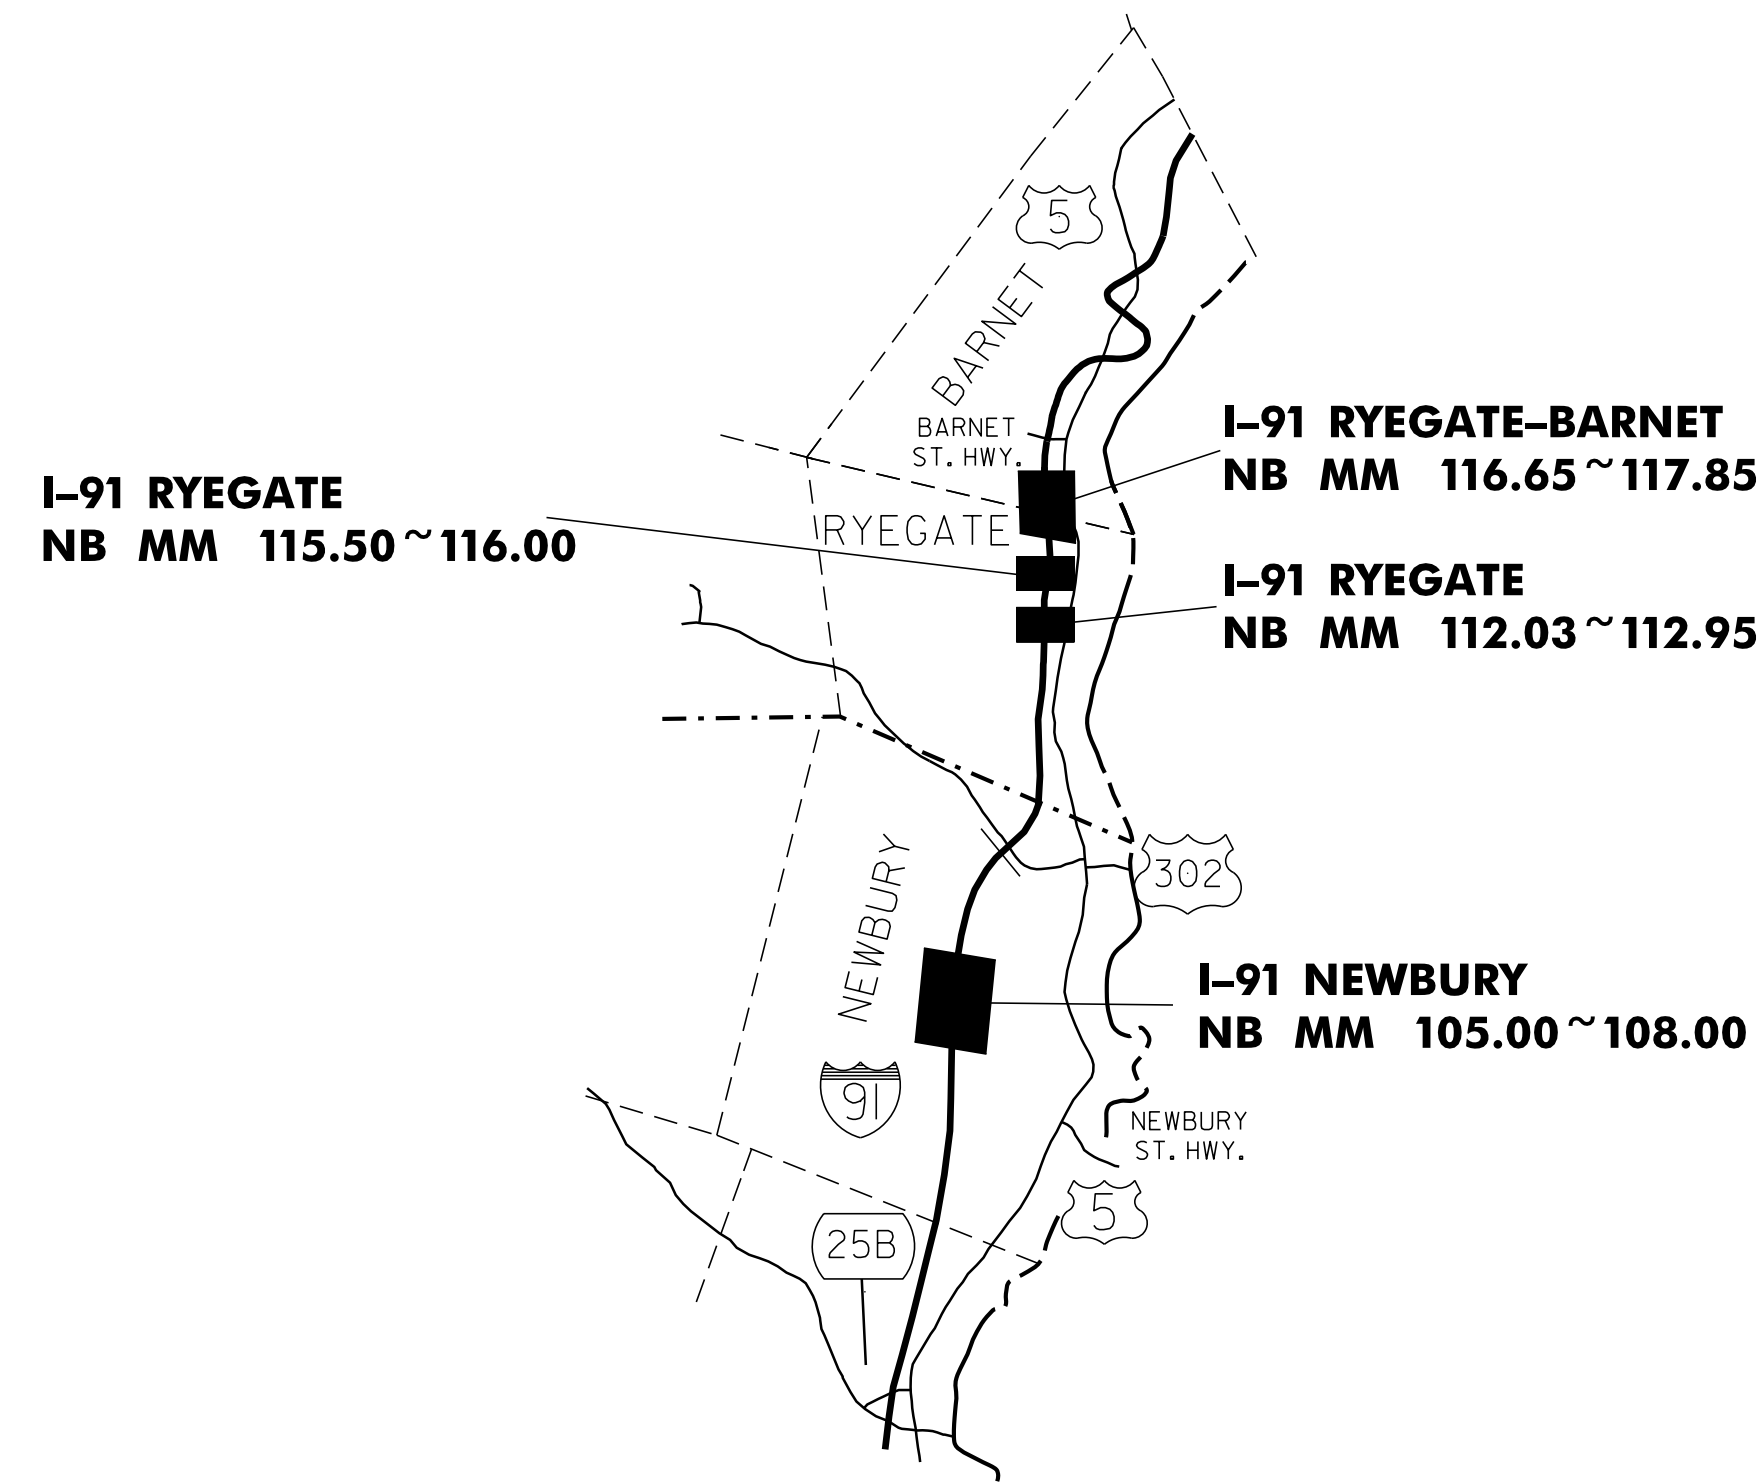 5
BARNET
BARNET
ST. HWY.
I-91 RYEGATE-BARNET
NB MM 116.65 ~ 117.85
I-91 RYEGATE
NB MM 115.50 ~ 116.00
RYEGATE
I-91 RYEGATE
NB MM 112.03 ~ 112.95
302
NEWBURY
I-91 NEWBURY
NB MM 105.00 ~ 108.00
91
NEWBURY
ST. HWY.
5
25B